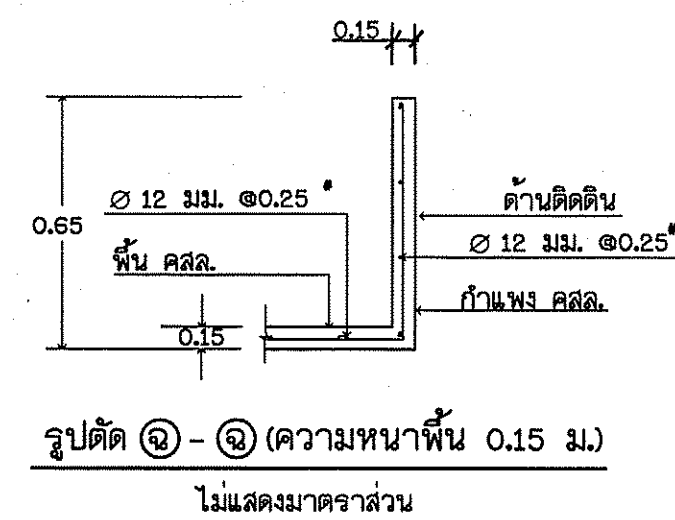 0.15
0.65
Ø 12 มม. @0.25 #
ด้านติดดิน
Ø 12 มม. @0.25#
พื้น คสล.
กำแพง คสล.
0.15
รูปตัด ฉ - ฉ (ความหนาพื้น 0.15 ม.)
ไม่แสดงมาตราส่วน